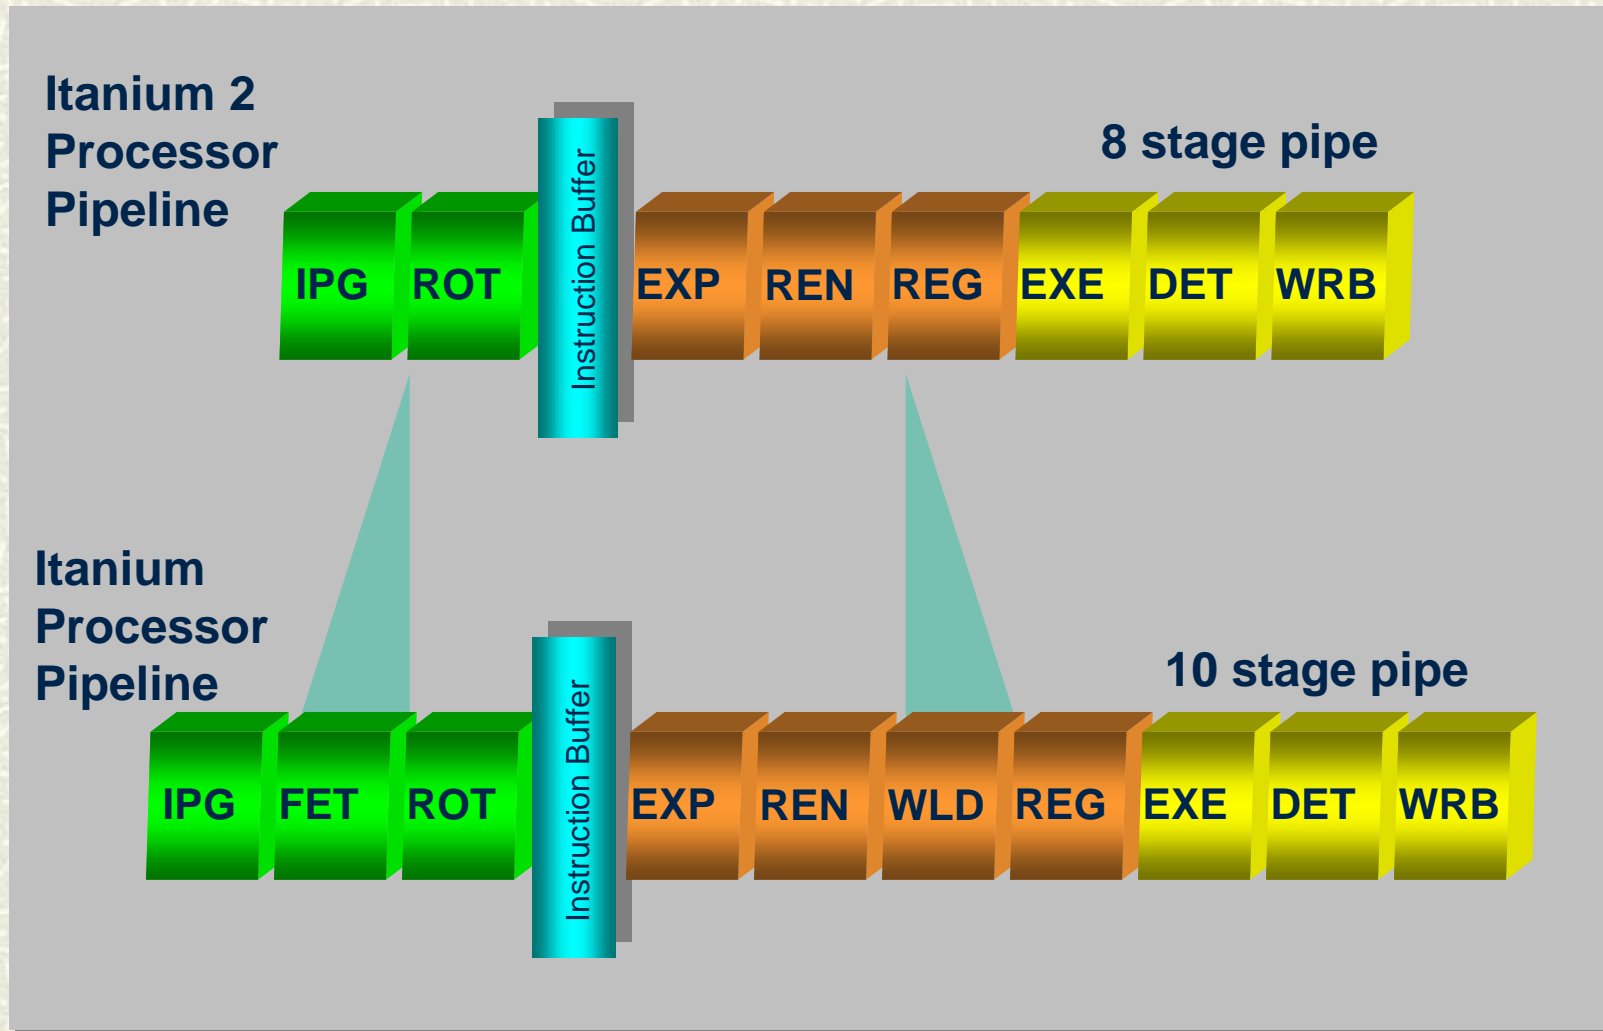 Itanium 2
Processor
Pipeline
8 stage pipe
IPG ROT Instruction Buffer EXP REN REG EXE DET WRB
Itanium
Processor
Pipeline
10 stage pipe
IPG FET ROT Instruction Buffer EXP REN WLD REG EXE DET WRB